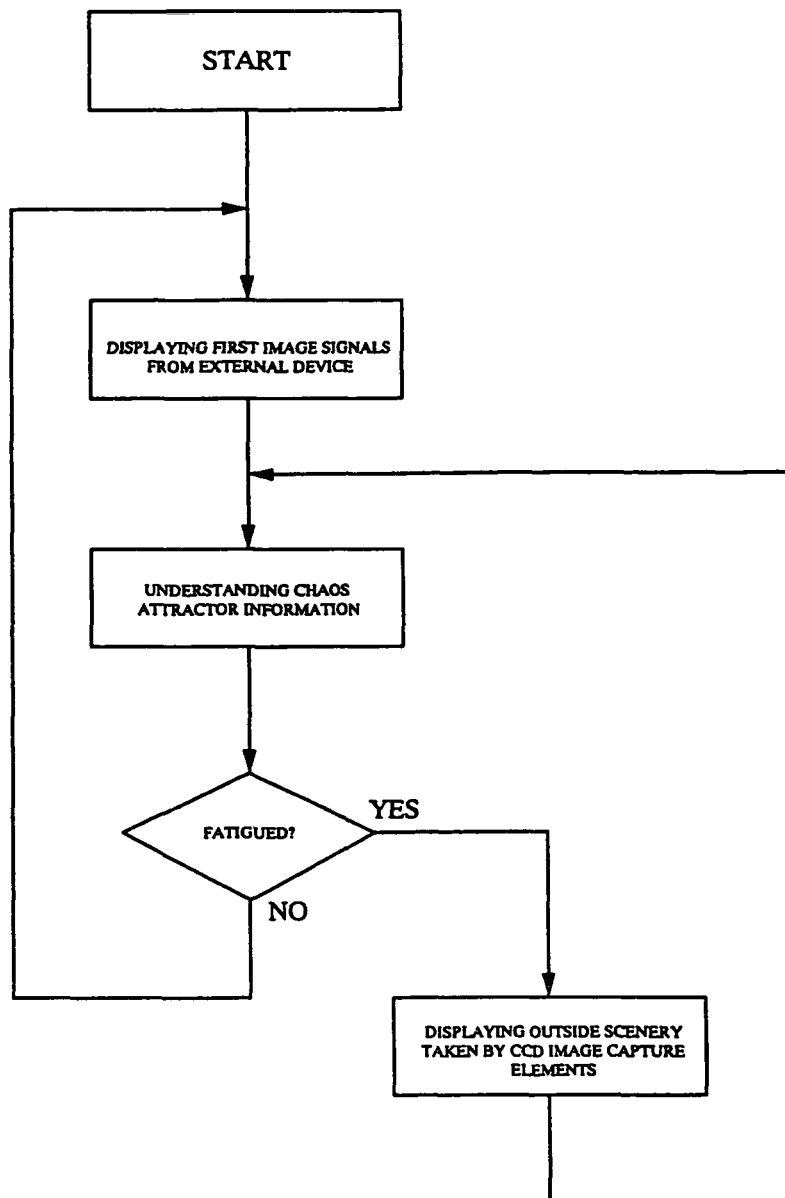 START
DISPLAYING FIRST IMAGE SIGNALS
FROM EXTERNAL DEVICE
UNDERSTANDING CHAOS
ATTRACTOR INFORMATION
FATIGUED?
YES
NO
DISPLAYING OUTSIDE SCENERY
TAKEN BY CCD IMAGE CAPTURE
ELEMENTS